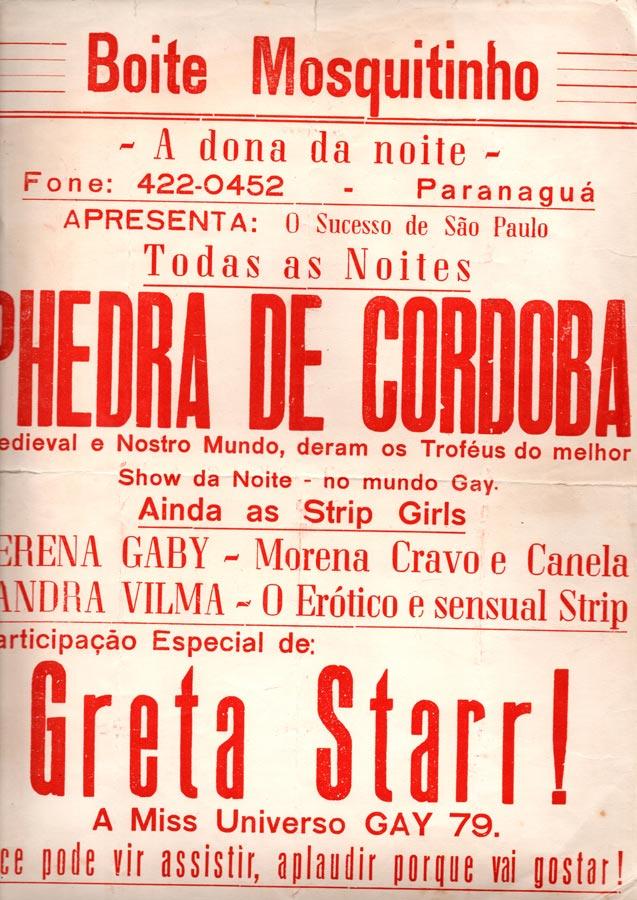 Boite Mosquitinho
- A dona da noite -
Fone: 422-0452 - Paranaguá
APRESENTA: O Sucesso de São Paulo
Todas as Noites
PHEDRA DE CORDOBA
edieval e Nostro Mundo, deram os Troféus do melhor
Show da Noite - no mundo Gay.
Ainda as Strip Girls
ERENA GABY - Morena Cravo e Canela
ANDRA VILMA - O Erótico e sensual Strip
articipação Especial de:
Greta Starr!
A Miss Universo GAY 79.
ce pode vir assistir, aplaudir porque vai gostar!